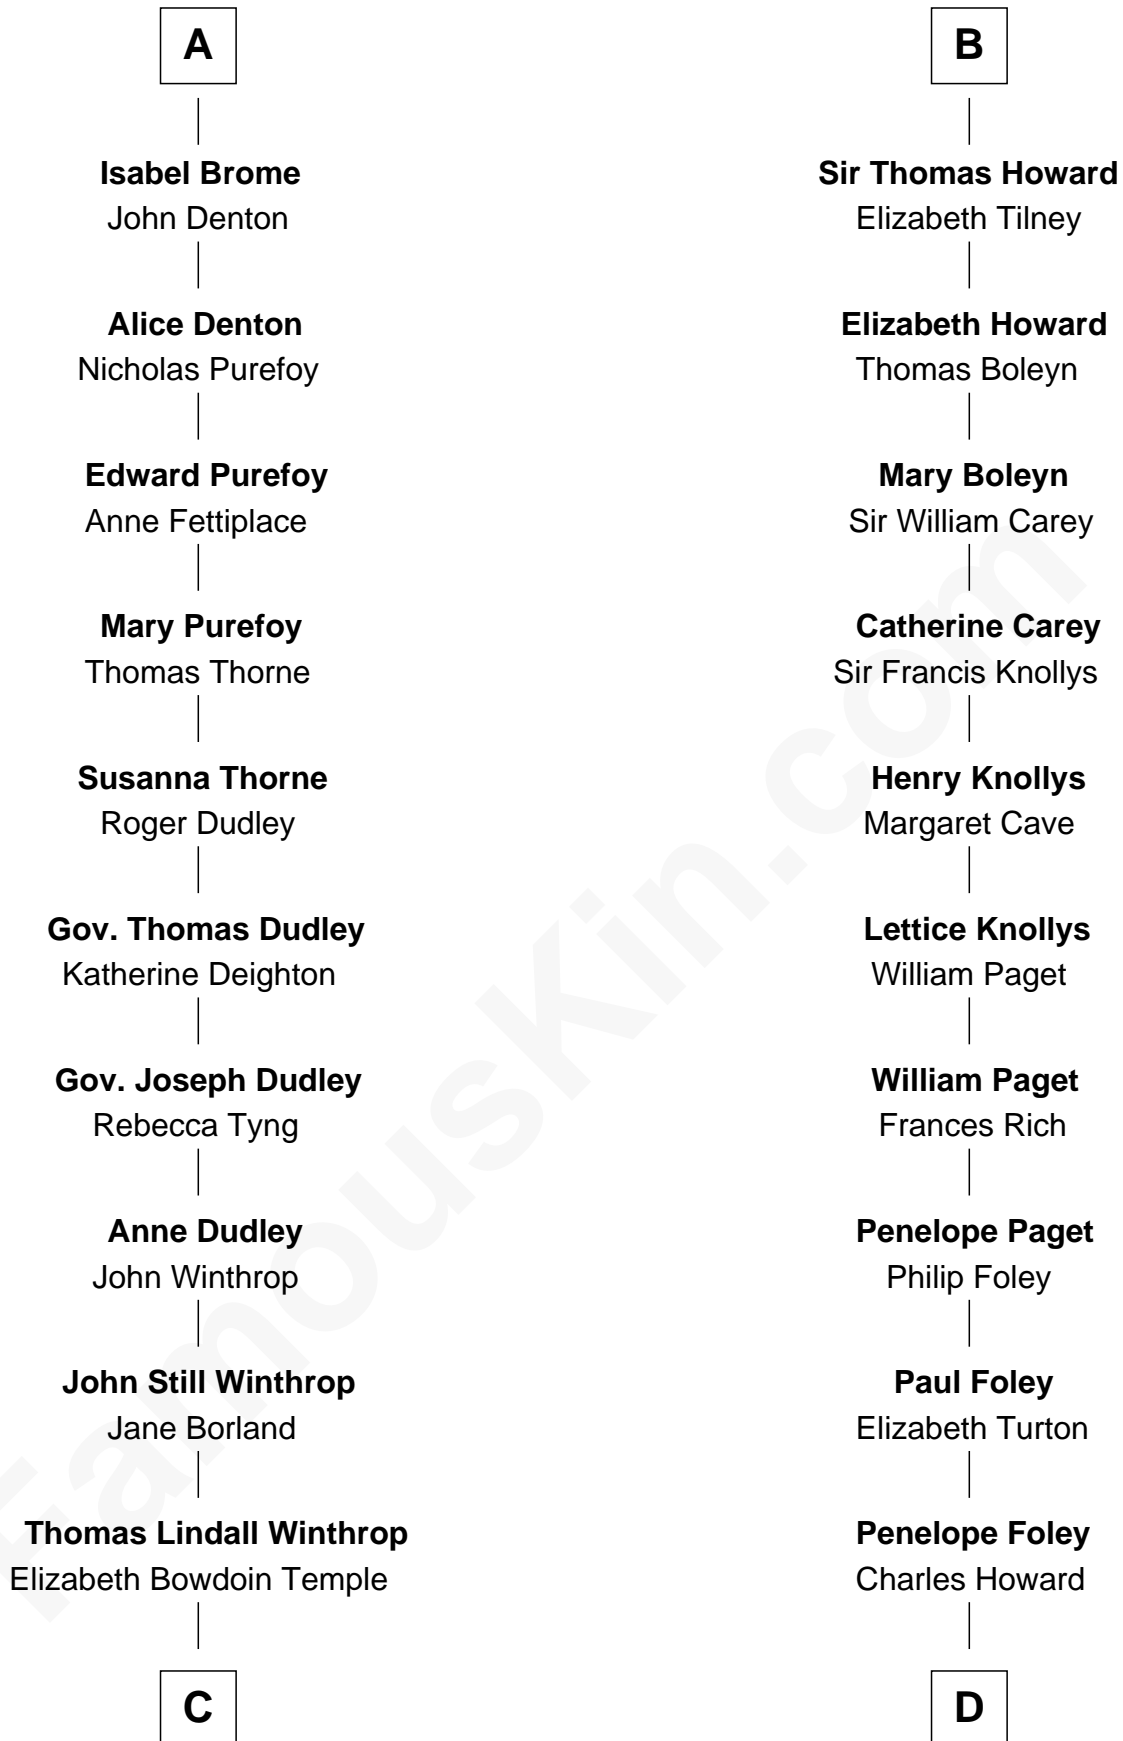 A
Isabel Brome
John Denton
Alice Denton
Nicholas Purefoy
Edward Purefoy
Anne Fettiplace
Mary Purefoy
Thomas Thorne
Susanna Thorne
Roger Dudley
Gov. Thomas Dudley
Katherine Deighton
Gov. Joseph Dudley
Rebecca Tyng
Anne Dudley
John Winthrop
John Still Winthrop
Jane Borland
Thomas Lindall Winthrop
Elizabeth Bowdoin Temple
C
B
Sir Thomas Howard
Elizabeth Tilney
Elizabeth Howard
Thomas Boleyn
Mary Boleyn
Sir William Carey
Catherine Carey
Sir Francis Knollys
Henry Knollys
Margaret Cave
Lettice Knollys
William Paget
William Paget
Frances Rich
Penelope Paget
Philip Foley
Paul Foley
Elizabeth Turton
Penelope Foley
Charles Howard
D
FamousKin.com